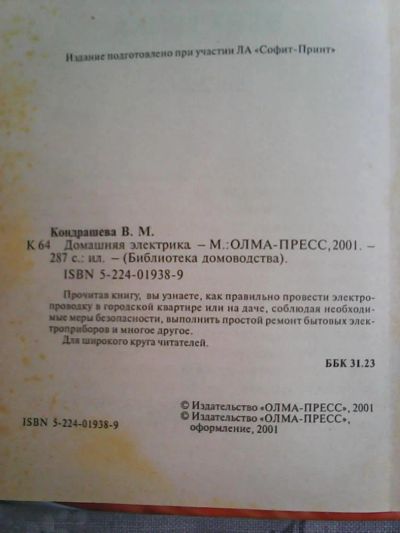 Издание подготовлено при участии ЛА «Софит-Принт»
Кондрашева В. М.
К 64 Домашняя электрика. – М.:ОЛМА-ПРЕСС, 2001. –
287 с.: ил. – (Библиотека домоводства).
ISBN 5-224-01938-9
Прочитав книгу, вы узнаете, как правильно провести электро-
проводку в городской квартире или на даче, соблюдая необходи-
мые меры безопасности, выполнить простой ремонт бытовых элек-
троприборов и многое другое.
Для широкого круга читателей.
ББК 31.23
© Издательство «ОЛМА-ПРЕСС», 2001
© Издательство «ОЛМА-ПРЕСС»,
оформление, 2001
ISBN 5-224-01938-9